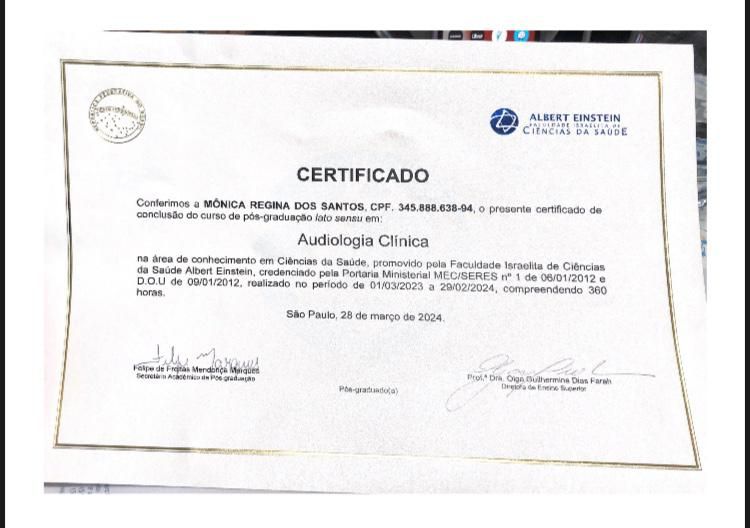 ALBERT EINSTEIN
FACULDADE ISRAELITA DE
CIÊNCIAS DA SAÚDE
CERTIFICADO
Conferimos a MÔNICA REGINA DOS SANTOS, CPF. 345.888.638-94, o presente certificado de
conclusão do curso de pós-graduação lato sensu em:
Audiologia Clínica
na área de conhecimento em Ciências da Saúde, promovido pela Faculdade Israelita de Ciências
da Saúde Albert Einstein, credenciado pela Portaria Ministerial MEC/SERES nº 1 de 06/01/2012 e
D.O.U de 09/01/2012, realizado no período de 01/03/2023 a 29/02/2024, compreendendo 360
horas.
São Paulo, 28 de março de 2024.
Felipe de Freitas Mendonça Marques
Secretário Acadêmico de Pós-graduação
Pós-graduado(a)
Prof.ª Dra. Olga Guilhermina Dias Farah
Diretora de Ensino Superior